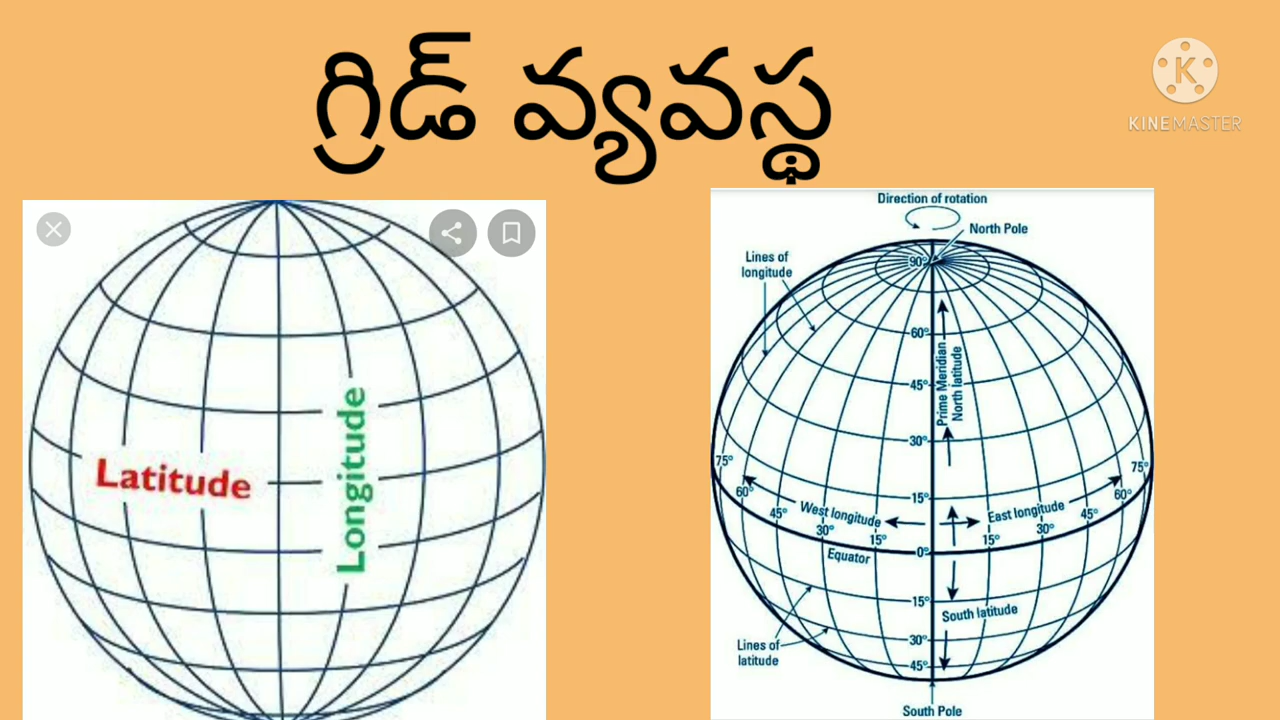 గ్రిడ్ వ్యవస్థ
K
KINEMASTER
Latitude
Longitude
Direction of rotation
North Pole
Lines of
longitude
90°
60°
45°
30°
15°
0°
15°
30°
45°
Prime Meridian
North latitude
75°
60°
45°
30°
15°
West longitude
East longitude
15°
30°
45°
60°
75°
Equator
South latitude
Lines of
latitude
South Pole